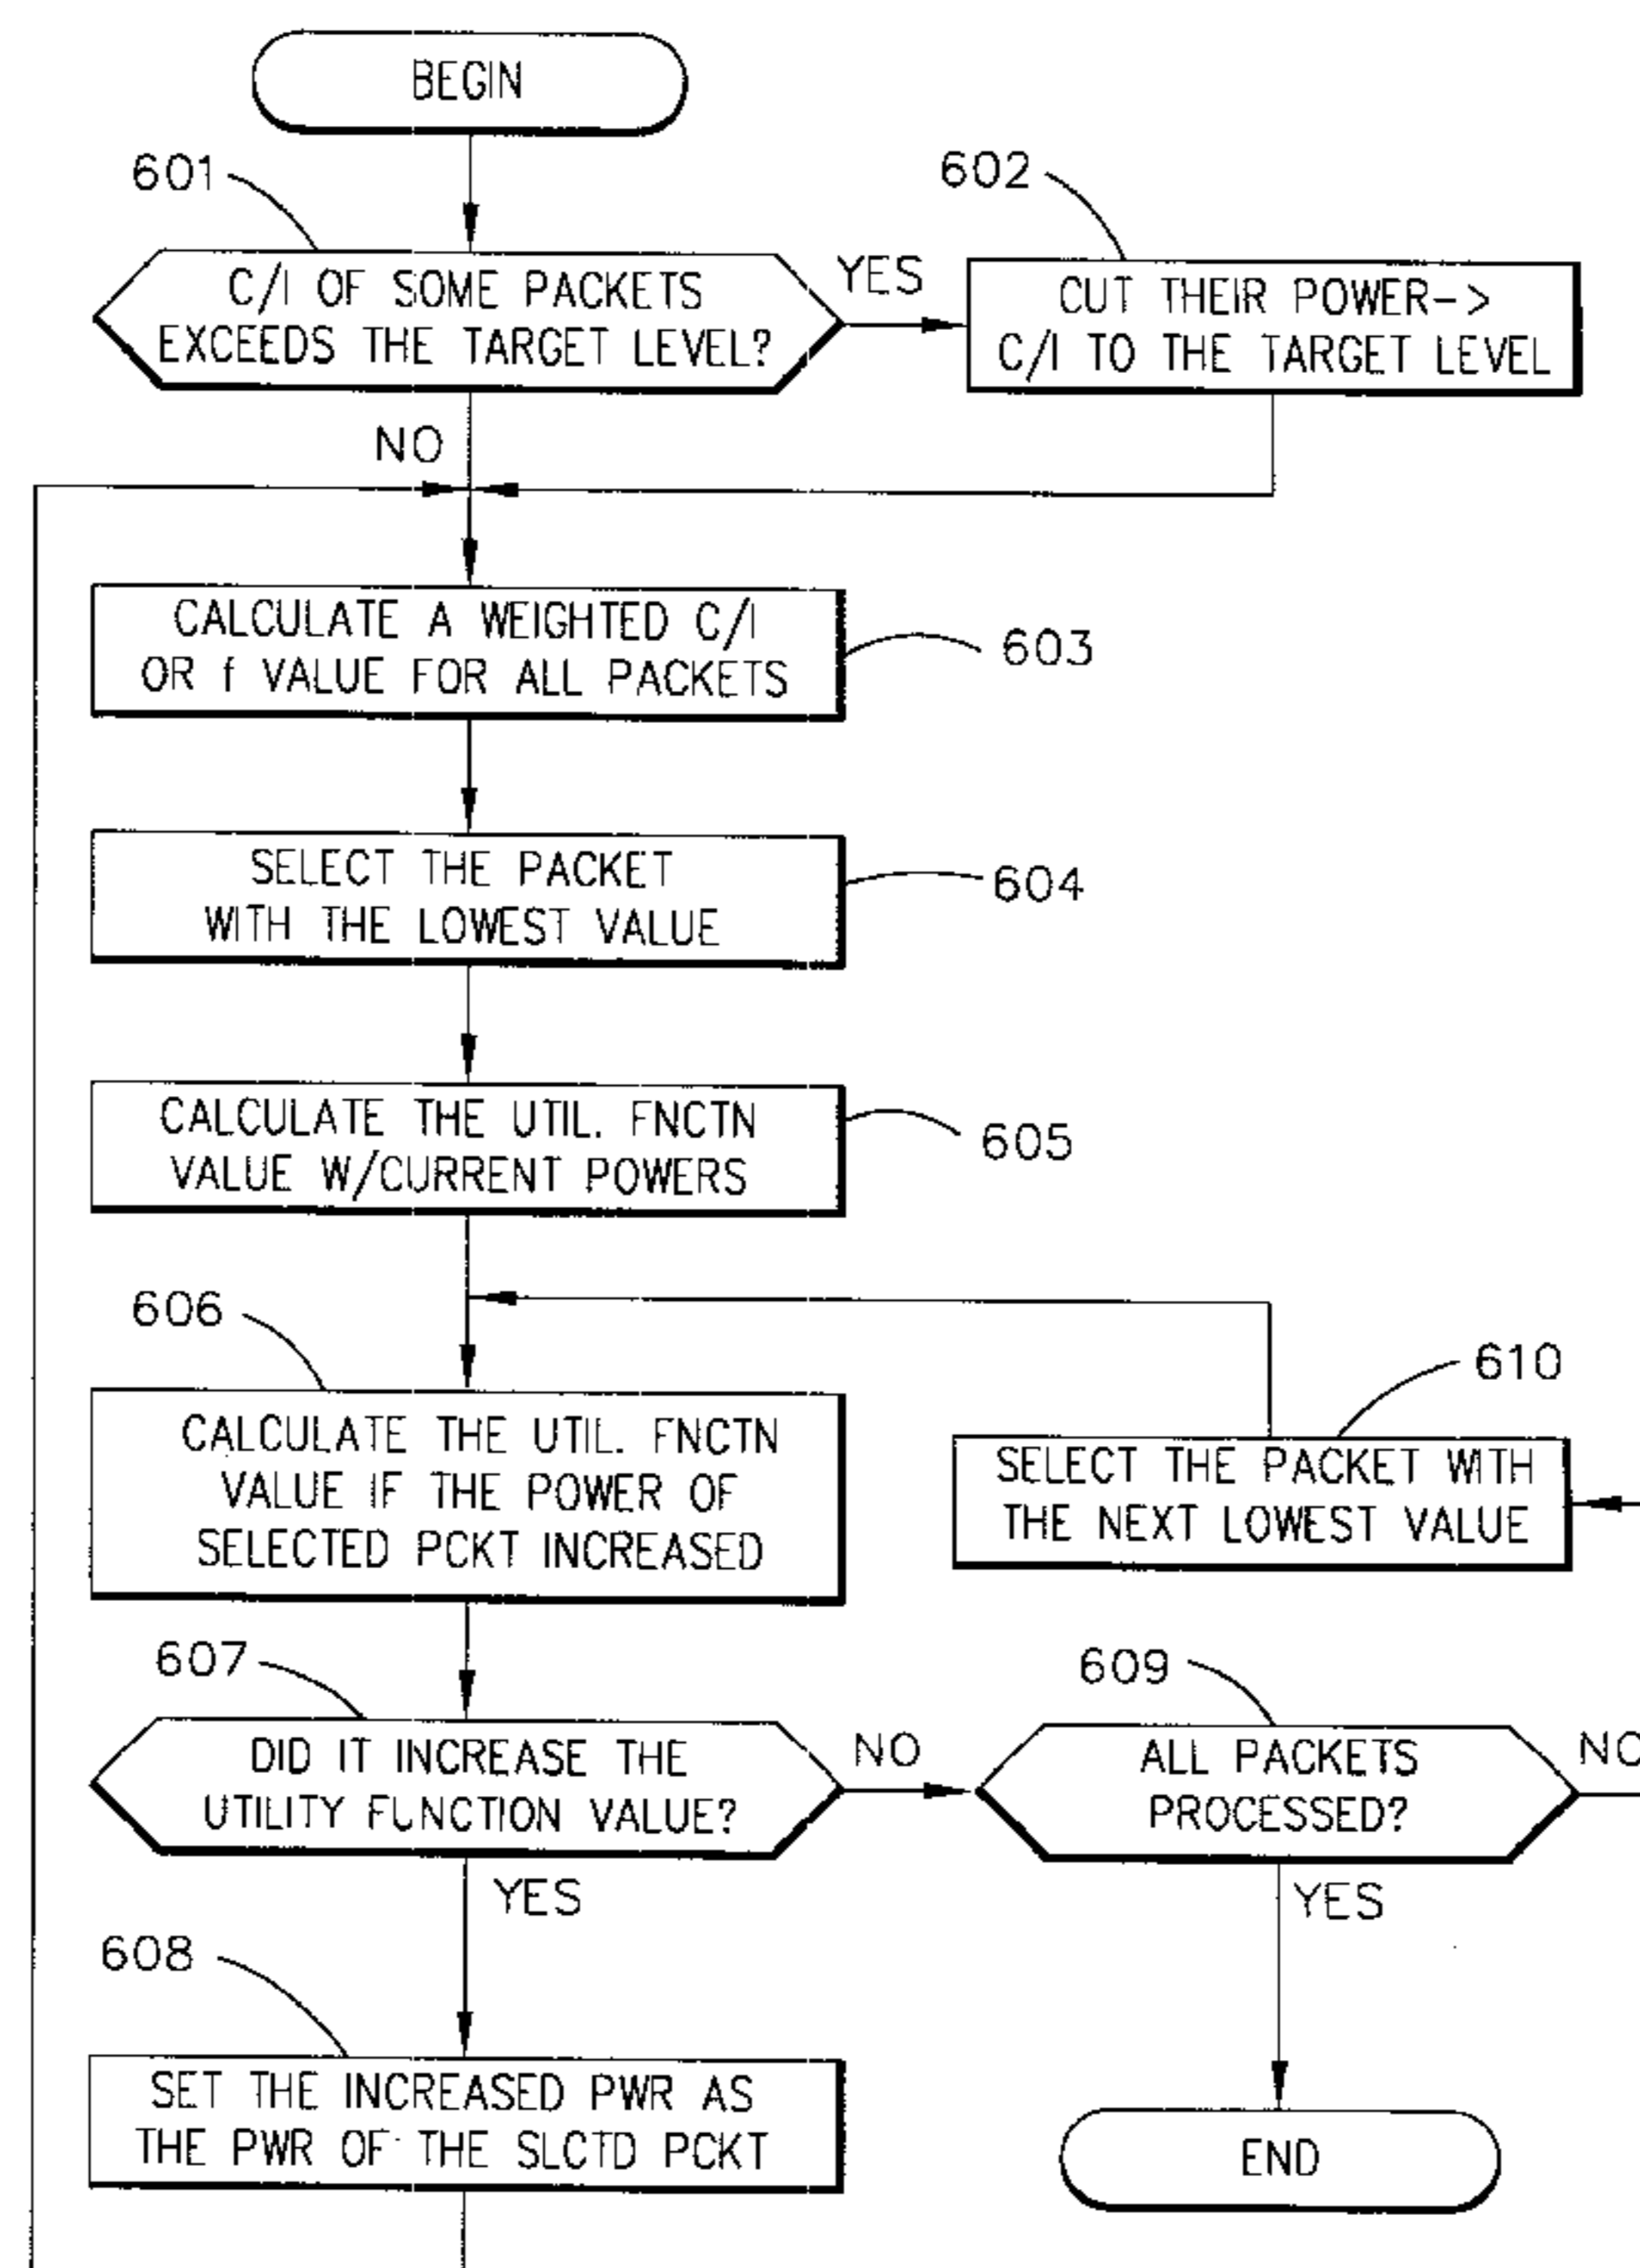 BEGIN
601
602
C/I OF SOME PACKETS
EXCEEDS THE TARGET LEVEL?
YES
CUT THEIR POWER->
C/I TO THE TARGET LEVEL
NO
CALCULATE A WEIGHTED C/I
OR f VALUE FOR ALL PACKETS
603
SELECT THE PACKET
WITH THE LOWEST VALUE
604
CALCULATE THE UTIL. FNCTN
VALUE W/CURRENT POWERS
605
606
610
CALCULATE THE UTIL. FNCTN
VALUE IF THE POWER OF
SELECTED PCKT INCREASED
SELECT THE PACKET WITH
THE NEXT LOWEST VALUE
607
609
DID IT INCREASE THE
UTILITY FUNCTION VALUE?
NO
ALL PACKETS
PROCESSED?
NO
YES
YES
608
SET THE INCREASED PWR AS
THE PWR OF THE SLCTD PCKT
END